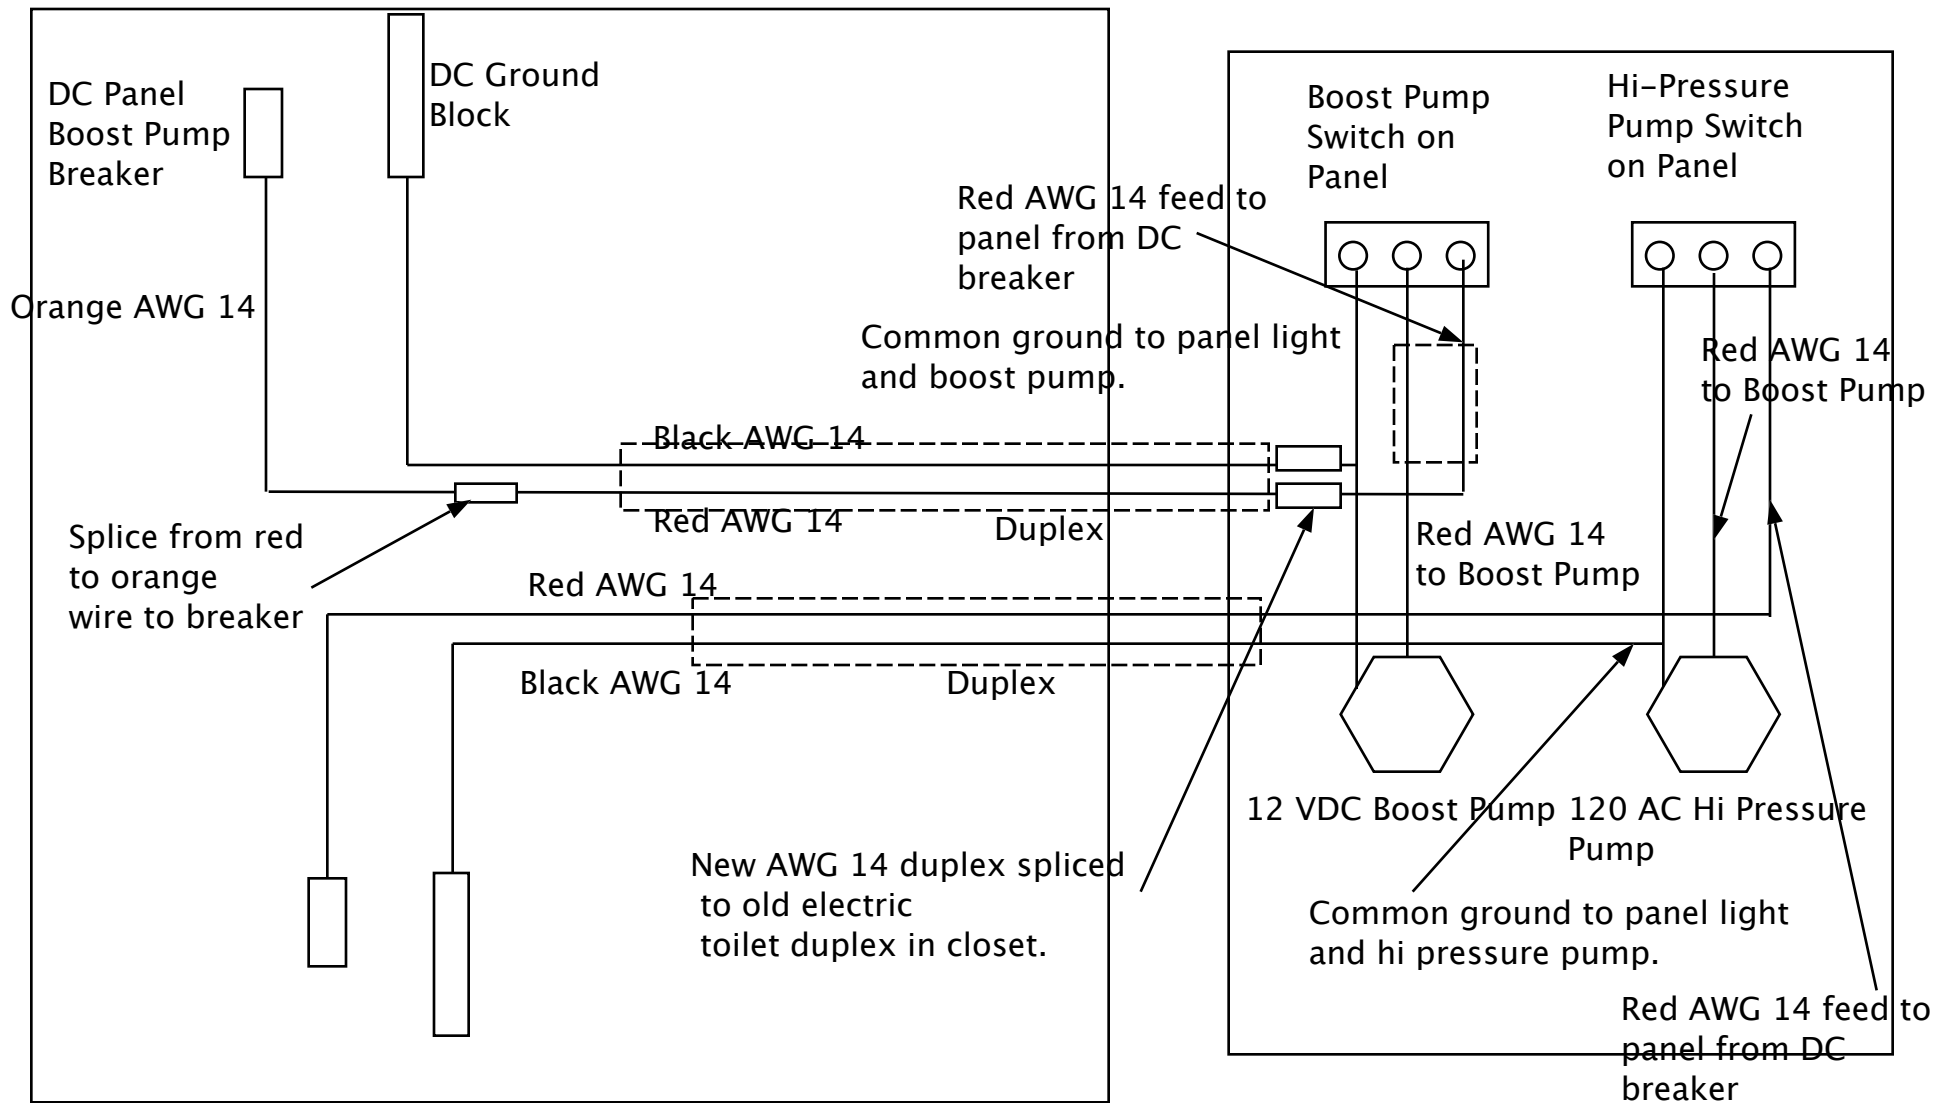 DC Panel
Boost Pump
Breaker
DC Ground
Block
Boost Pump
Switch on
Panel
Hi-Pressure
Pump Switch
on Panel
Red AWG 14 feed to
panel from DC
breaker
Orange AWG 14
Common ground to panel light
and boost pump.
Red AWG 14
to Boost Pump
Black AWG 14
Red AWG 14
Duplex
Splice from red
to orange
wire to breaker
Red AWG 14
to Boost Pump
Red AWG 14
Black AWG 14
Duplex
12 VDC Boost Pump
120 AC Hi Pressure
Pump
New AWG 14 duplex spliced
to old electric
toilet duplex in closet.
Common ground to panel light
and hi pressure pump.
Red AWG 14 feed to
panel from DC
breaker